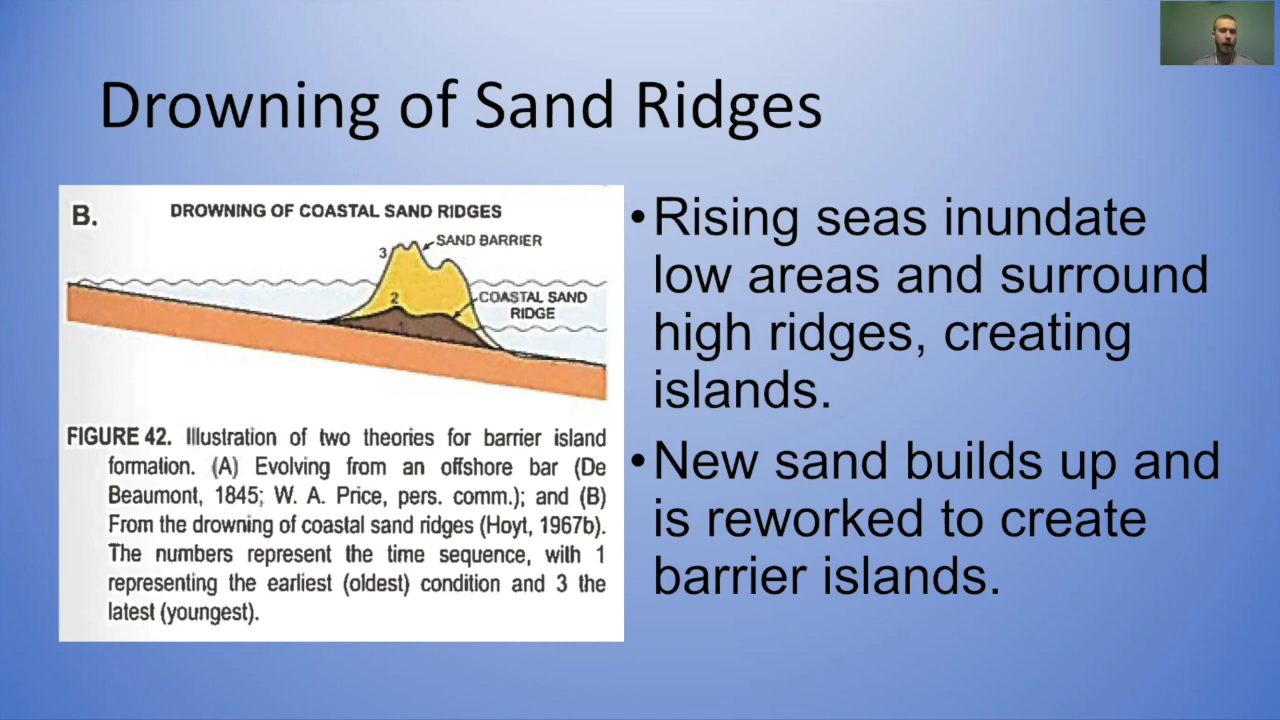 Drowning of Sand Ridges
B.
DROWNING OF COASTAL SAND RIDGES
SAND BARRIER
3
2
COASTAL SAND
RIDGE
1
FIGURE 42. Illustration of two theories for barrier island
formation. (A) Evolving from an offshore bar (De
Beaumont, 1845; W. A. Price, pers. comm.); and (B)
From the drowning of coastal sand ridges (Hoyt, 1967b).
The numbers represent the time sequence, with 1
representing the earliest (oldest) condition and 3 the
latest (youngest).
•Rising seas inundate
low areas and surround
high ridges, creating
islands.
•New sand builds up and
is reworked to create
barrier islands.